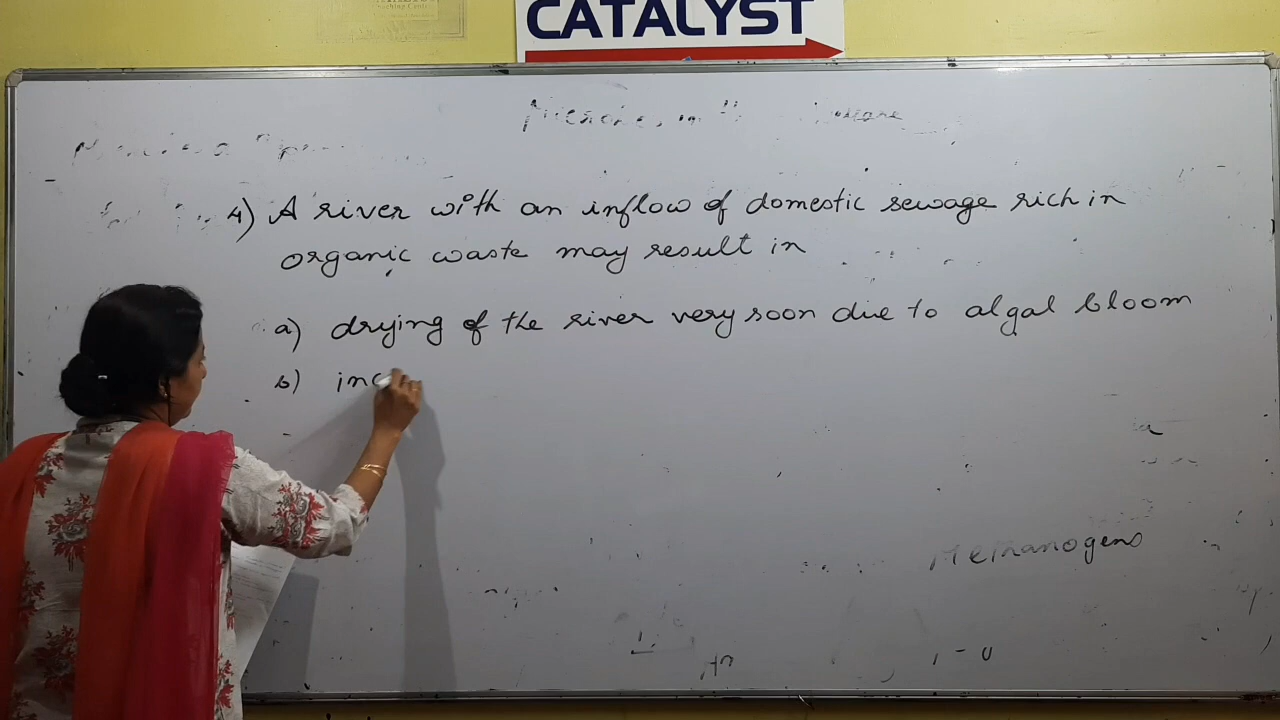 CATALYST
4) A river with an inflow of domestic sewage rich in
organic waste may result in
a) drying of the river very soon due to algal bloom
b) inc
Methanogens